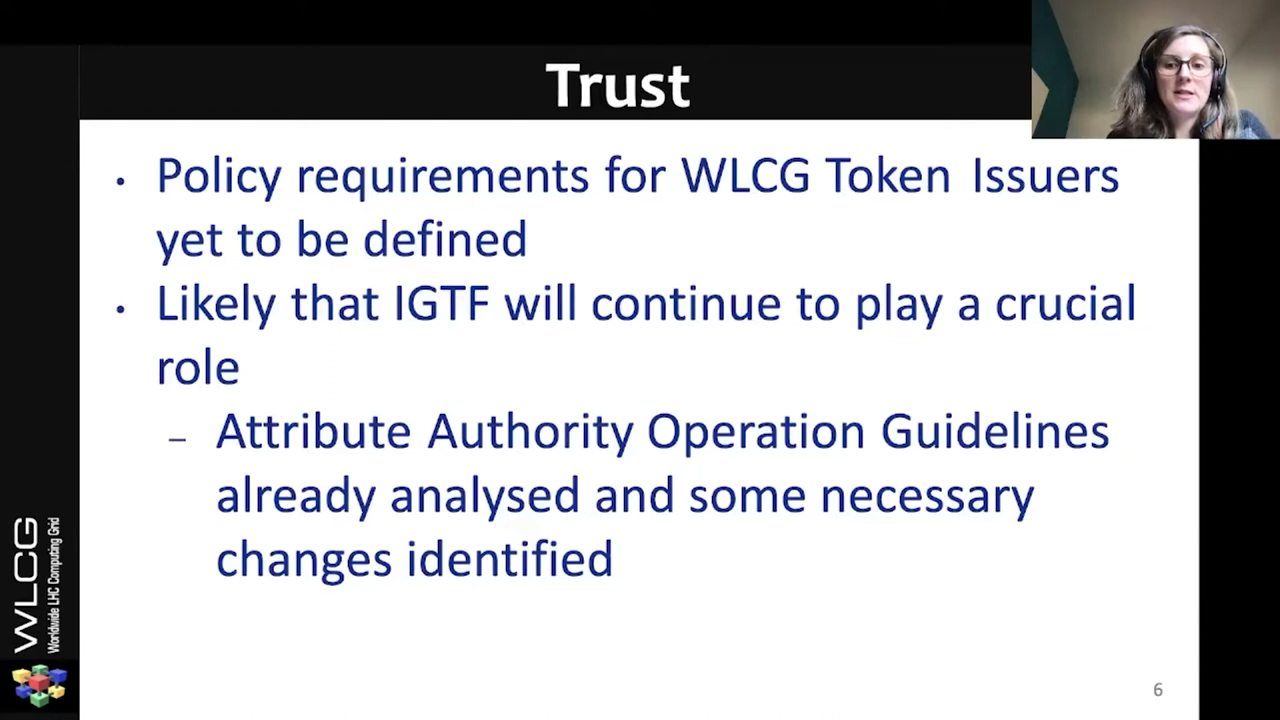 Trust
• Policy requirements for WLCG Token Issuers
yet to be defined
• Likely that IGTF will continue to play a crucial
role
– Attribute Authority Operation Guidelines
already analysed and some necessary
changes identified
WLCG
Worldwide LHC Computing Grid
6